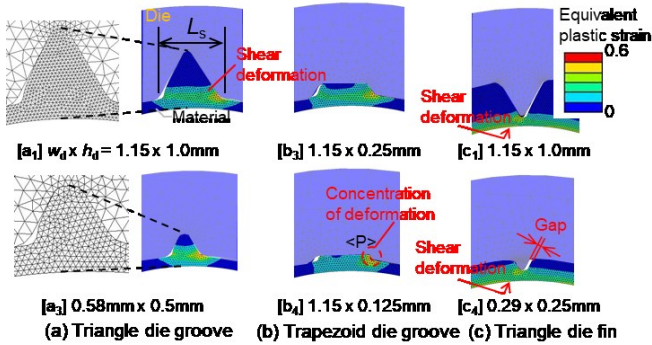 Die
Lₛ
Shear
deformation
Material
Equivalent
plastic strain
0.6
0
Shear
deformation
[a₁] w_d x h_d = 1.15 x 1.0mm
[b₃] 1.15 x 0.25mm
[c₁] 1.15 x 1.0mm
Concentration
of deformation
<P>
Gap
Shear
deformation
[a₃] 0.58mm x 0.5mm
[b₄] 1.15 x 0.125mm
[c₄] 0.29 x 0.25mm
(a) Triangle die groove
(b) Trapezoid die groove
(c) Triangle die fin